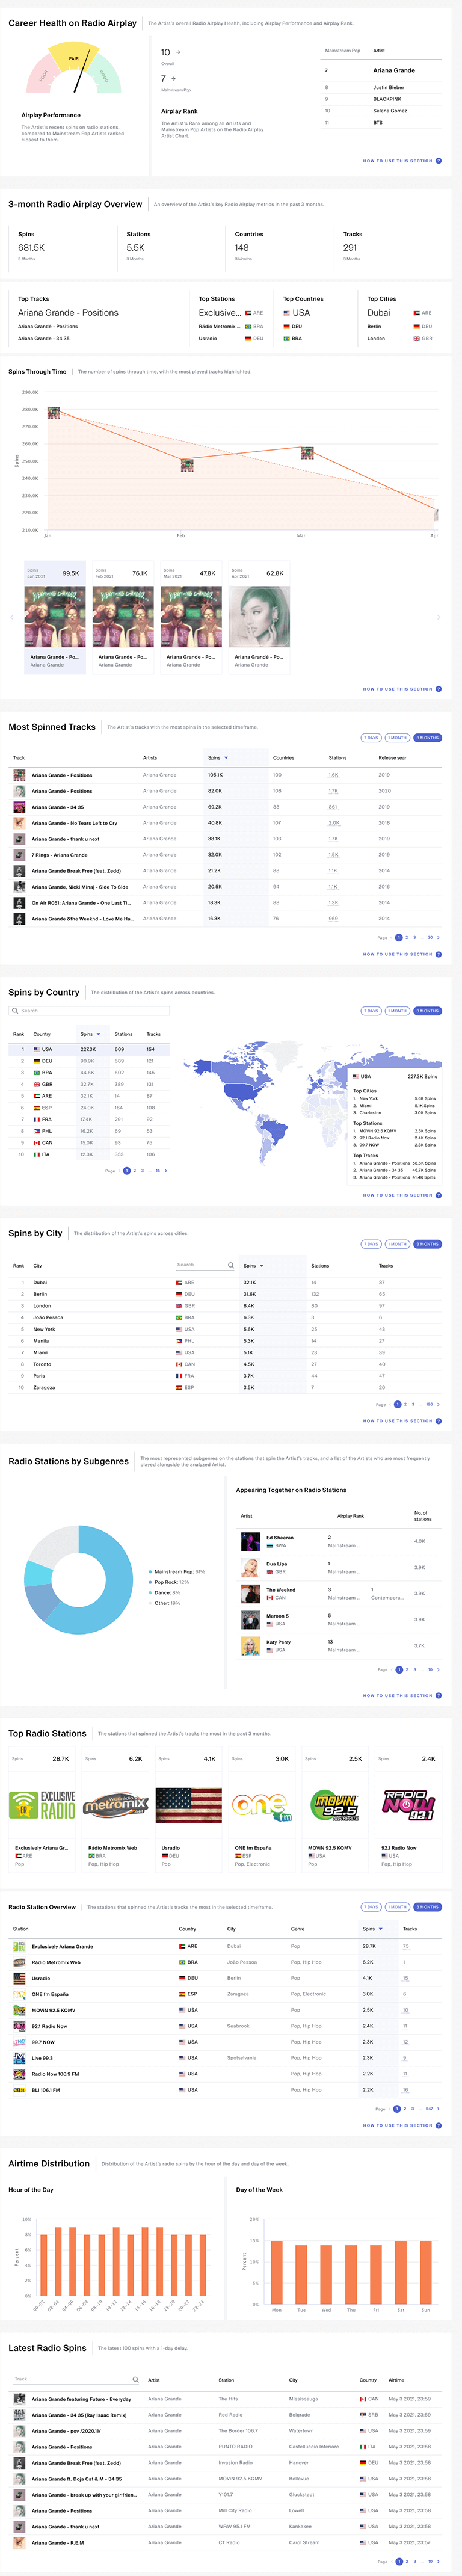 Career Health on Radio Airplay
The Artist's overall Radio Airplay Health, including Airplay Performance and Airplay Rank.
POOR
FAIR
GOOD
Airplay Performance
The Artist's recent spins on radio stations, compared to Mainstream Pop Artists ranked closest to them.
10
Overall
7
Mainstream Pop
Airplay Rank
The Artist's Rank among all Artists and Mainstream Pop Artists on the Radio Airplay Artist Chart.
Mainstream Pop Artist
7 Ariana Grande
8 Justin Bieber
9 BLACKPINK
10 Selena Gomez
11 BTS
HOW TO USE THIS SECTION ?
3-month Radio Airplay Overview
An overview of the Artist's key Radio Airplay metrics in the past 3 months.
Spins Stations Countries Tracks
681.5K 5.5K 148 291
3 Months 3 Months 3 Months 3 Months
Top Tracks Top Stations Top Countries Top Cities
Ariana Grande - Positions Exclusive... ARE USA Dubai ARE
Ariana Grandé - Positions Rádio Metromix ... BRA DEU Berlin DEU
Ariana Grande - 34 35 Usradio DEU BRA London GBR
Spins Through Time
The number of spins through time, with the most played tracks highlighted.
Spins
290.0K
280.0K
270.0K
260.0K
250.0K
240.0K
230.0K
220.0K
210.0K
Jan Feb Mar Apr
Spins Jan 2021 99.5K
Spins Feb 2021 76.1K
Spins Mar 2021 47.8K
Spins Apr 2021 62.8K
Ariana Grande - Po... Ariana Grande - Po... Ariana Grande - Po... Ariana Grandé - Po...
Ariana Grande Ariana Grande Ariana Grande Ariana Grande
HOW TO USE THIS SECTION ?
Most Spinned Tracks
The Artist's tracks with the most spins in the selected timeframe.
7 DAYS 1 MONTH 3 MONTHS
Track Artists Spins Countries Stations Release year
Ariana Grande - Positions Ariana Grande 105.1K 100 1.6K 2019
Ariana Grandé - Positions Ariana Grande 82.0K 108 1.7K 2020
Ariana Grande - 34 35 Ariana Grande 69.2K 88 861 2019
Ariana Grande - No Tears Left to Cry Ariana Grande 40.8K 107 2.0K 2018
Ariana Grande - thank u next Ariana Grande 38.1K 103 1.7K 2019
7 Rings - Ariana Grande Ariana Grande 32.0K 102 1.5K 2019
Ariana Grande Break Free (feat. Zedd) Ariana Grande 21.2K 88 1.1K 2014
Ariana Grande, Nicki Minaj - Side To Side Ariana Grande 20.5K 94 1.1K 2016
On Air R051: Ariana Grande - One Last Ti... Ariana Grande 18.3K 88 1.3K 2014
Ariana Grande &the Weeknd - Love Me Ha... Ariana Grande 16.3K 76 969 2014
Page 1 2 3 ... 30
HOW TO USE THIS SECTION ?
Spins by Country
The distribution of the Artist's spins across countries.
Search
7 DAYS 1 MONTH 3 MONTHS
Rank Country Spins Stations Tracks
1 USA 227.3K 609 154
2 DEU 90.9K 686 121
3 BRA 44.6K 602 145
4 GBR 32.7K 389 131
5 ARE 32.1K 14 87
6 ESP 24.0K 164 108
7 FRA 17.4K 291 92
8 PHL 16.2K 69 53
9 CAN 15.0K 93 75
10 ITA 12.3K 353 106
Page 1 2 3 ... 15
USA 227.3K Spins
Top Cities
1. New York 5.6K Spins
2. Miami 5.1K Spins
3. Charleston 3.0K Spins
Top Stations
1. MOViN 92.5 KQMV 2.5K Spins
2. 92.1 Radio Now 2.4K Spins
3. 99.7 NOW 2.3K Spins
Top Tracks
1. Ariana Grande - Positions 58.0K Spins
2. Ariana Grande - 34 35 46.7K Spins
3. Ariana Grandé - Positions 41.4K Spins
HOW TO USE THIS SECTION ?
Spins by City
The distribution of the Artist's spins across cities.
7 DAYS 1 MONTH 3 MONTHS
Rank City Search Spins Stations Tracks
1 Dubai ARE 32.1K 14 87
2 Berlin DEU 31.6K 132 65
3 London GBR 8.4K 80 97
4 João Pessoa BRA 6.3K 3 6
5 New York USA 5.6K 25 43
6 Manila PHL 5.3K 14 27
7 Miami USA 5.1K 23 39
8 Toronto CAN 4.5K 27 40
9 Paris FRA 3.7K 44 47
10 Zaragoza ESP 3.5K 7 20
Page 1 2 3 ... 155
HOW TO USE THIS SECTION ?
Radio Stations by Subgenres
The most represented subgenres on the stations that spin the Artist's tracks, and a list of the Artists who are most frequently played alongside the analyzed Artist.
Mainstream Pop: 61%
Pop Rock: 12%
Dance: 8%
Other: 19%
Appearing Together on Radio Stations
Artist Airplay Rank No. of stations
Ed Sheeran BWA 2 Mainstream ... 4.0K
Dua Lipa GBR 1 Mainstream ... 3.9K
The Weeknd CAN 3 Mainstream ... 1 Contempora... 3.9K
Maroon 5 USA 5 Mainstream ... 3.9K
Katy Perry USA 13 Mainstream ... 3.7K
Page 1 2 3 ... 10
HOW TO USE THIS SECTION ?
Top Radio Stations
The stations that spinned the Artist's tracks the most in the past 3 months.
Spins 28.7K Spins 6.2K Spins 4.1K Spins 3.0K Spins 2.5K Spins 2.4K
ER EXCLUSIVE RADIO
metromix
one fm
MOViN 92.5
RADIO NOW 92.1
Exclusively Ariana Gr... Rádio Metromix Web Usradio ONE fm España MOViN 92.5 KQMV 92.1 Radio Now
ARE BRA DEU ESP USA USA
Pop Pop, Hip Hop Pop Pop, Electronic Pop Pop, Hip Hop
Radio Station Overview
The stations that spinned the Artist's tracks the most in the selected timeframe.
7 DAYS 1 MONTH 3 MONTHS
Station Country City Genre Spins Tracks
Exclusively Ariana Grande ARE Dubai Pop 28.7K 75
Rádio Metromix Web BRA João Pessoa Pop, Hip Hop 6.2K 1
Usradio DEU Berlin Pop 4.1K 15
ONE fm España ESP Zaragoza Pop, Electronic 3.0K 6
MOViN 92.5 KQMV USA Pop 2.5K 10
92.1 Radio Now USA Seabrook Pop, Hip Hop 2.4K 11
99.7 NOW USA Pop, Hip Hop 2.3K 12
Live 99.3 USA Spotsylvania Pop, Hip Hop 2.3K 9
Radio Now 100.9 FM USA Pop, Hip Hop 2.2K 11
BLI 106.1 FM USA Pop, Hip Hop 2.2K 16
Page 1 2 3 ... 547
HOW TO USE THIS SECTION ?
Airtime Distribution
Distribution of the Artist's radio spins by the hour of the day and day of the week.
Hour of the Day
Percent
10%
8%
6%
4%
2%
0%
00-02 02-04 04-06 06-08 08-10 10-12 12-14 14-16 16-18 18-20 20-22 22-24
Day of the Week
Percent
20%
15%
10%
5%
0%
Mon Tue Wed Thu Fri Sat Sun
Latest Radio Spins
The latest 100 spins with a 1-day delay.
Track Artist Station City Country Airtime
Ariana Grande featuring Future - Everyday Ariana Grande The Hits Mississauga CAN May 3 2021, 23:59
Ariana Grande - 34 35 (Ray Isaac Remix) Ariana Grande Red Radio Belgrade SRB May 3 2021, 23:59
Ariana Grande - pov /2020/// Ariana Grande The Border 106.7 Watertown USA May 3 2021, 23:59
Ariana Grandé - Positions Ariana Grande PUNTO RADIO Castelluccio Inferiore ITA May 3 2021, 23:58
Ariana Grande Break Free (feat. Zedd) Ariana Grande Invasion Radio Hanover DEU May 3 2021, 23:58
Ariana Grande ft. Doja Cat & M - 34 35 Ariana Grande MOViN 92.5 KQMV Bellevue USA May 3 2021, 23:58
Ariana Grande - break up with your girlfrien... Ariana Grande Y101.7 Gluckstadt USA May 3 2021, 23:58
Ariana Grandé - Positions Ariana Grande Mill City Radio Lowell USA May 3 2021, 23:58
Ariana Grande - thank u next Ariana Grande WFAV 95.1 FM Kankakee USA May 3 2021, 23:58
Ariana Grande - R.E.M Ariana Grande CT Radio Carol Stream USA May 3 2021, 23:57
Page 1 2 3 ... 10